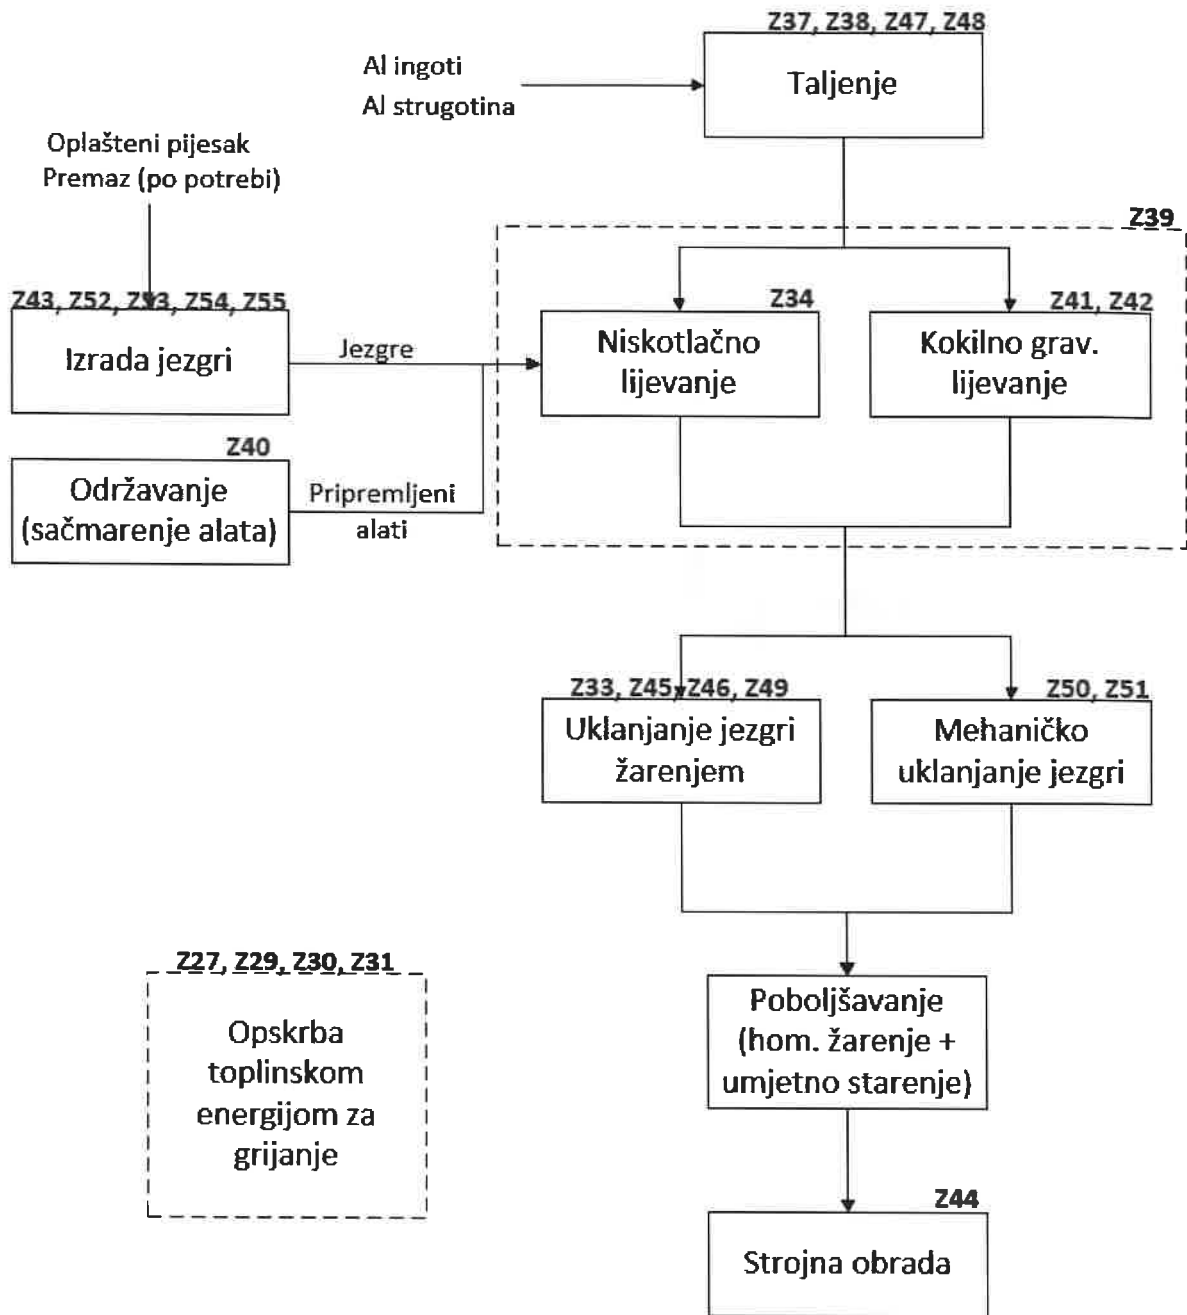 Z37, Z38, Z47, Z48
Al ingoti
Al strugotina
Taljenje
Oplašteni pijesak
Premaz (po potrebi)
Z39
Z43, Z52, Z53, Z54, Z55
Izrada jezgri
Jezgre
Z34
Niskotlačno
lijevanje
Z41, Z42
Kokilno grav.
lijevanje
Z40
Održavanje
(sačmarenje alata)
Pripremljeni
alati
Z33, Z45, Z46, Z49
Uklanjanje jezgri
žarenjem
Z50, Z51
Mehaničko
uklanjanje jezgri
Z27, Z29, Z30, Z31
Opskrba
toplinskom
energijom za
grijanje
Poboljšavanje
(hom. žarenje +
umjetno starenje)
Z44
Strojna obrada